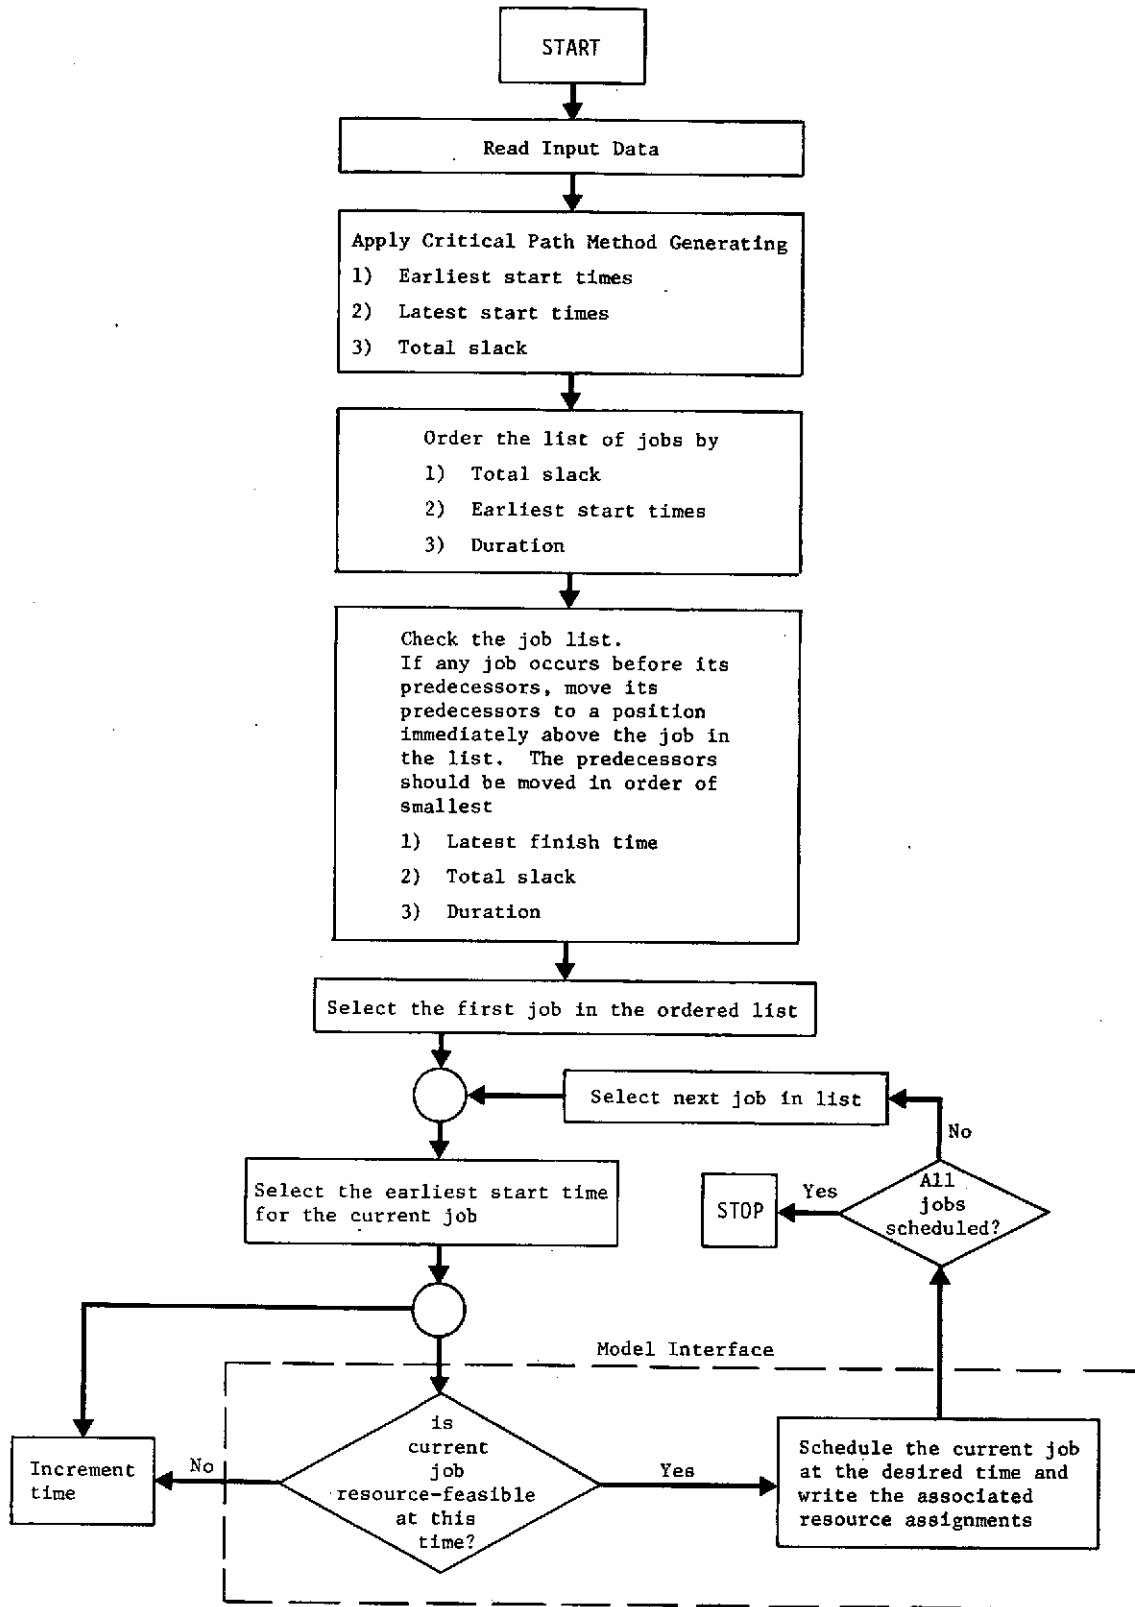 START
Read Input Data
Apply Critical Path Method Generating
1) Earliest start times
2) Latest start times
3) Total slack
Order the list of jobs by
1) Total slack
2) Earliest start times
3) Duration
Check the job list.
If any job occurs before its
predecessors, move its
predecessors to a position
immediately above the job in
the list. The predecessors
should be moved in order of
smallest
1) Latest finish time
2) Total slack
3) Duration
Select the first job in the ordered list
Select next job in list
No
Select the earliest start time
for the current job
STOP
Yes
All
jobs
scheduled?
Model Interface
Increment
time
No
is
current
job
resource-feasible
at this
time?
Yes
Schedule the current job
at the desired time and
write the associated
resource assignments